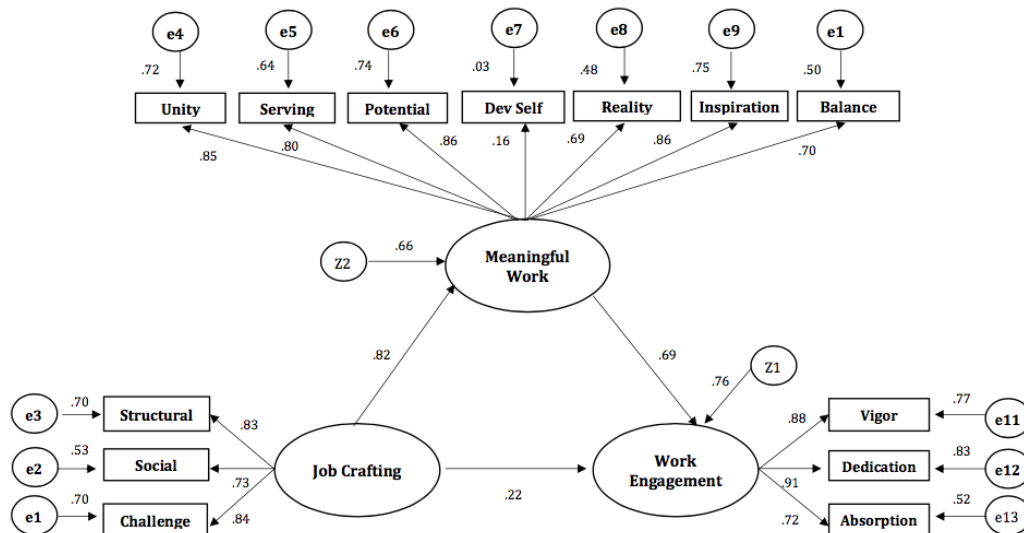 e4 e5 e6 e7 e8 e9 e1
.72 .64 .74 .03 .48 .75 .50
Unity Serving Potential Dev Self Reality Inspiration Balance
.85 .80 .86 .16 .69 .86 .70
Z2 .66
Meaningful
Work
.82 .69
Z1
.76
e3 .70 Structural .83
e2 .53 Social .73
e1 .70 Challenge .84
Job Crafting
.22
Work
Engagement
.88 Vigor .77 e11
.91 Dedication .83 e12
.72 Absorption .52 e13